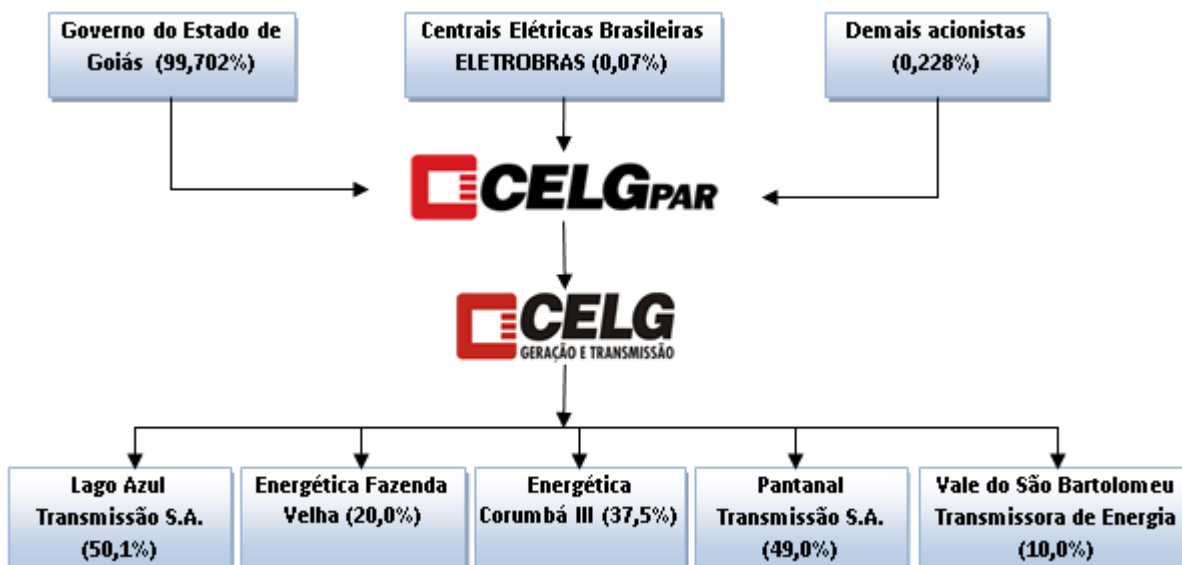 Governo do Estado de
Goiás (99,702%)
Centrais Elétricas Brasileiras
ELETROBRAS (0,07%)
Demais acionistas
(0,228%)
CELGPAR
CELG
GERAÇÃO E TRANSMISSÃO
Lago Azul
Transmissão S.A.
(50,1%)
Energética Fazenda
Velha (20,0%)
Energética
Corumbá III (37,5%)
Pantanal
Transmissão S.A.
(49,0%)
Vale do São Bartolomeu
Transmissora de Energia
(10,0%)